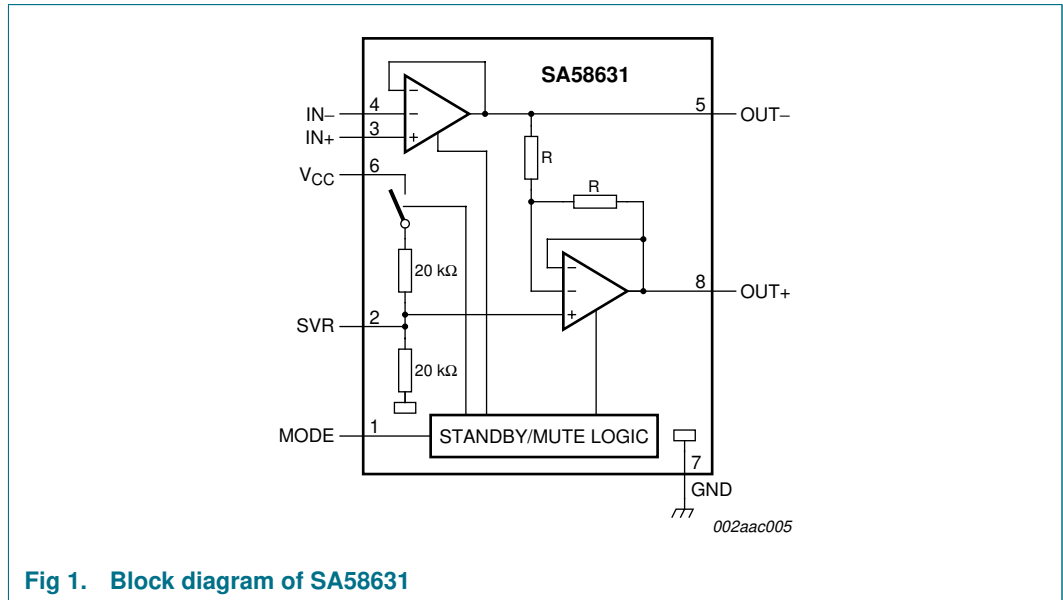 SA58631
IN− 4 − −
5 OUT−
IN+ 3 +
R
6
VCC
R
20 kΩ
−
8 OUT+
−
+
SVR 2
20 kΩ
MODE 1 STANDBY/MUTE LOGIC
7
GND
002aac005
Fig 1. Block diagram of SA58631